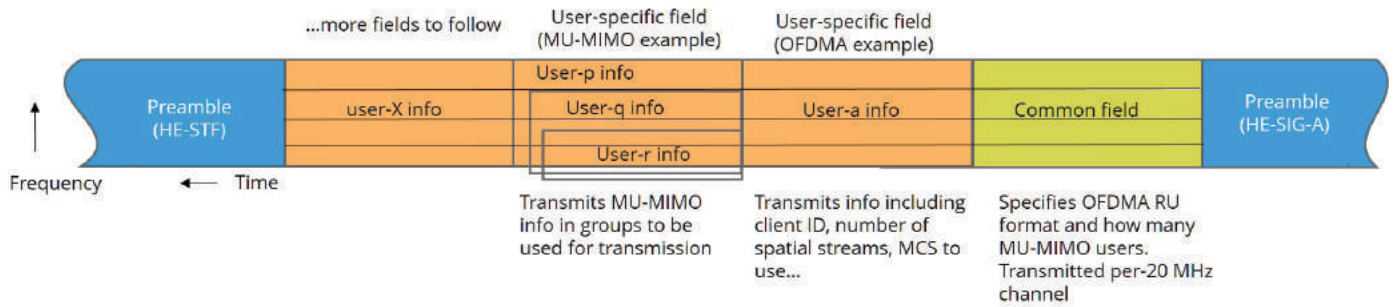 ...more fields to follow
User-specific field
(MU-MIMO example)
User-specific field
(OFDMA example)
Preamble
(HE-STF)
user-X info
User-p info
User-q info
User-r info
User-a info
Common field
Preamble
(HE-SIG-A)
Frequency
Time
Transmits MU-MIMO
info in groups to be
used for transmission
Transmits info including
client ID, number of
spatial streams, MCS to
use...
Specifies OFDMA RU
format and how many
MU-MIMO users.
Transmitted per-20 MHz
channel